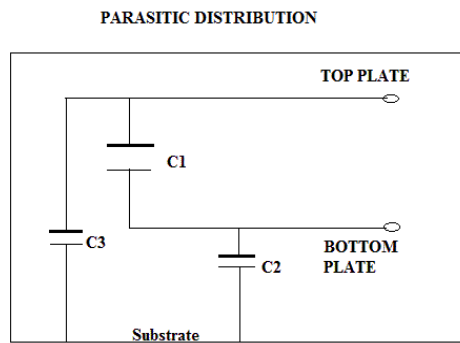 PARASITIC DISTRIBUTION
TOP PLATE
C1
C3
C2
BOTTOM
PLATE
Substrate